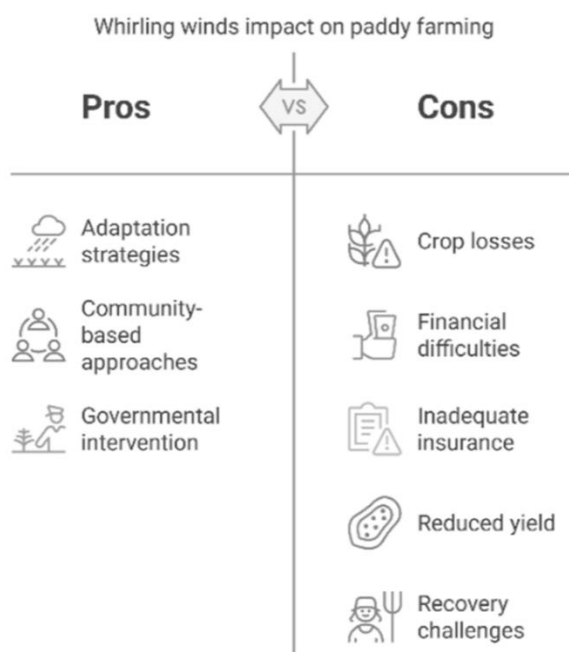 Whirling winds impact on paddy farming
Pros
VS
Cons
Adaptation
strategies
Community-
based
approaches
Governmental
intervention
Crop losses
Financial
difficulties
Inadequate
insurance
Reduced yield
Recovery
challenges